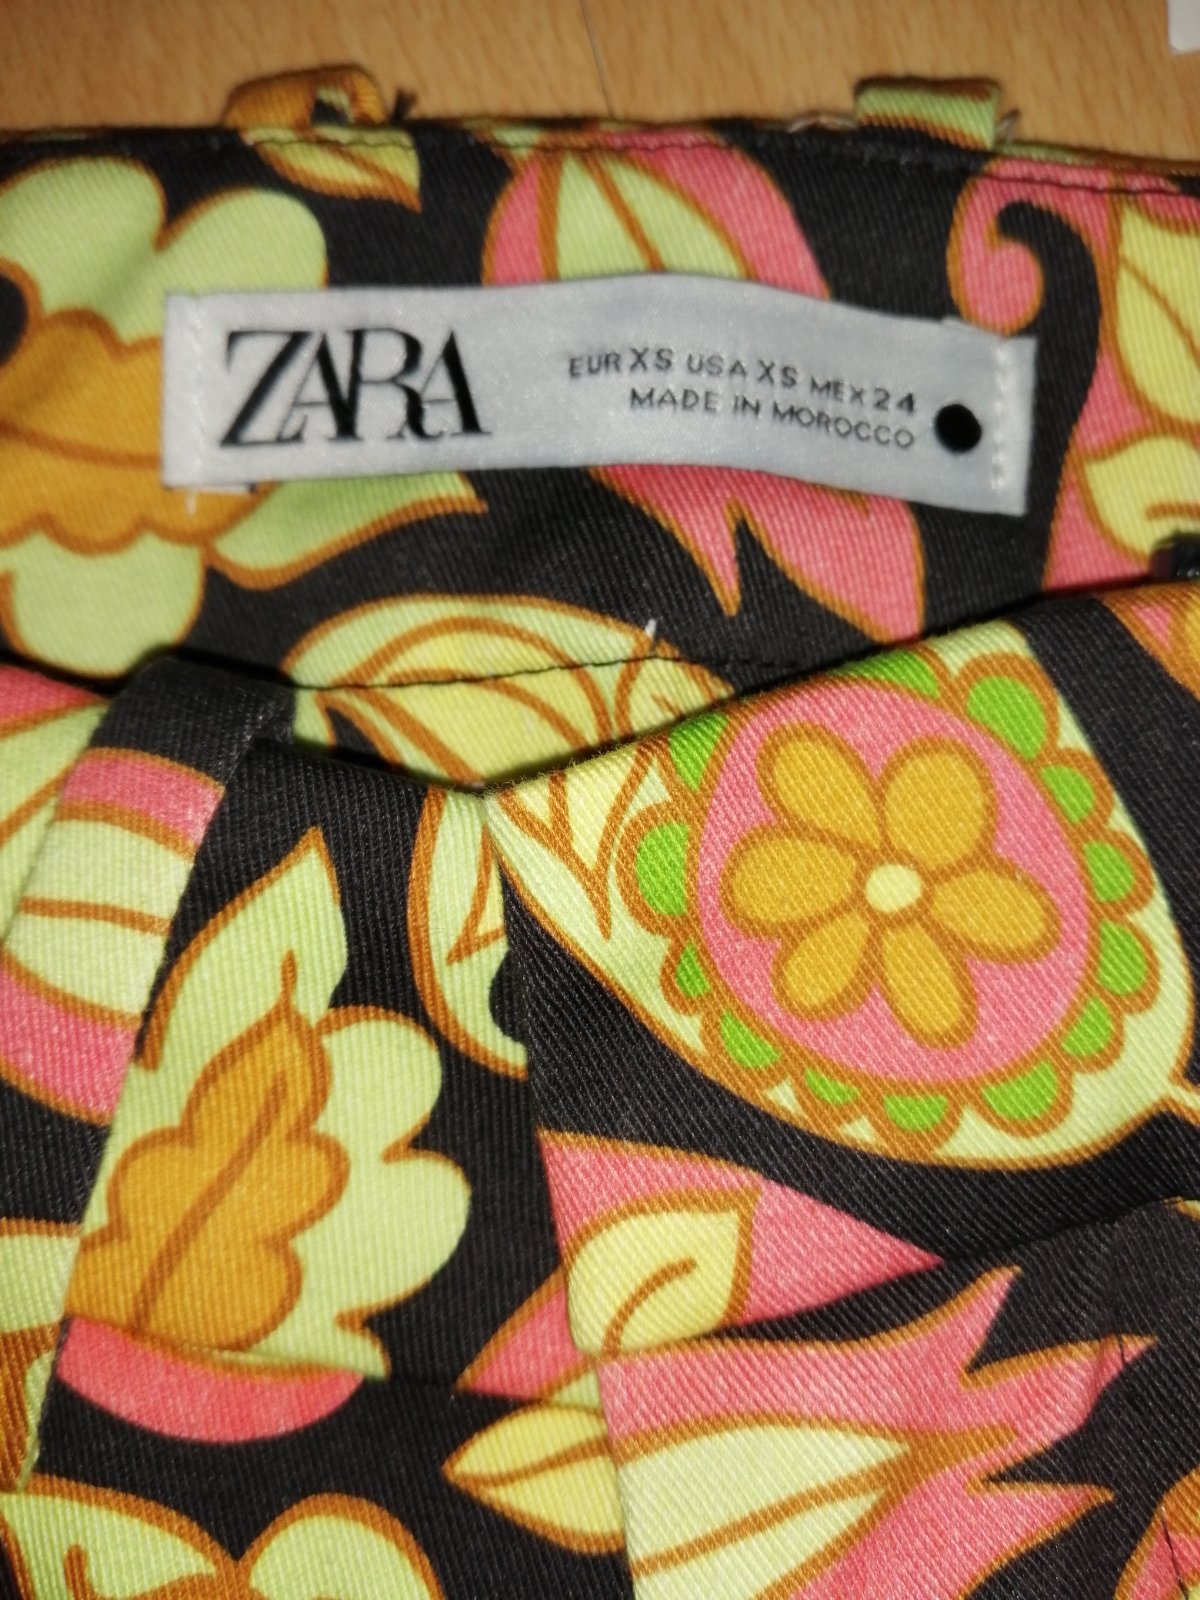 ZARA
EUR XS USA XS MEX 24
MADE IN MOROCCO